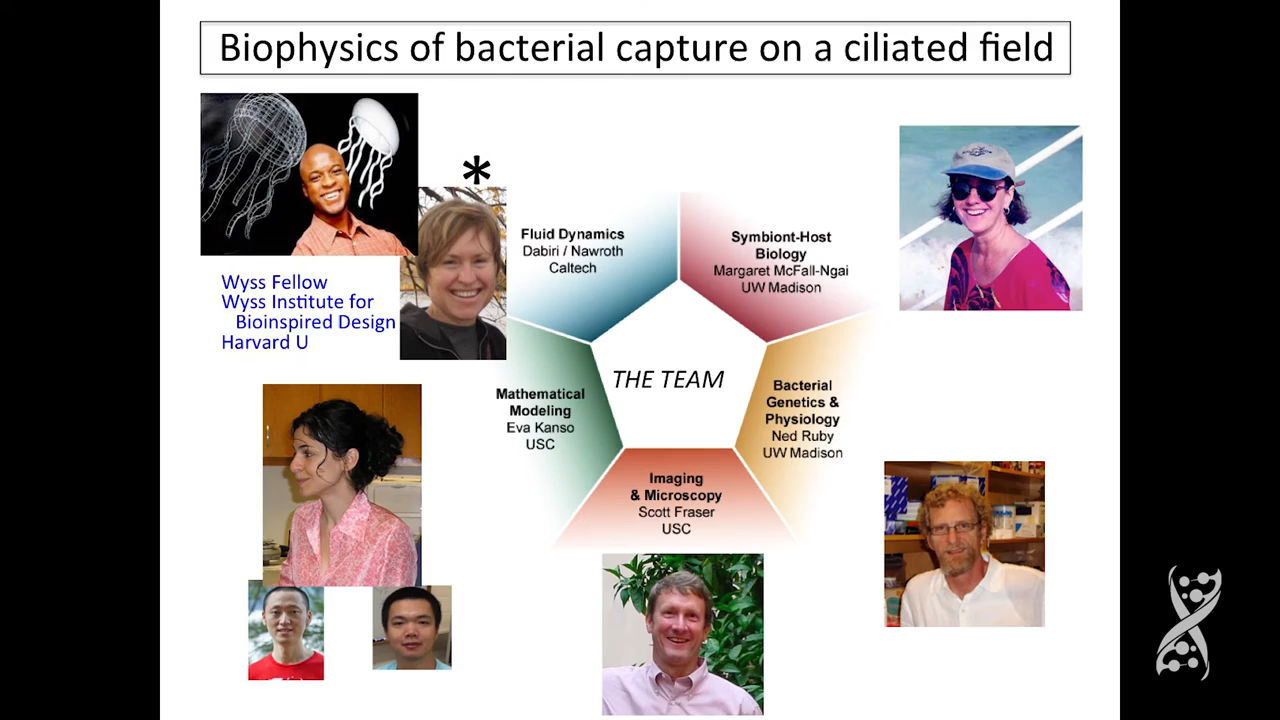 Biophysics of bacterial capture on a ciliated field
*
Fluid Dynamics
Dabiri / Nawroth
Caltech
Symbiont-Host
Biology
Margaret McFall-Ngai
UW Madison
Wyss Fellow
Wyss Institute for
Bioinspired Design
Harvard U
THE TEAM
Mathematical
Modeling
Eva Kanso
USC
Bacterial
Genetics &
Physiology
Ned Ruby
UW Madison
Imaging
& Microscopy
Scott Fraser
USC